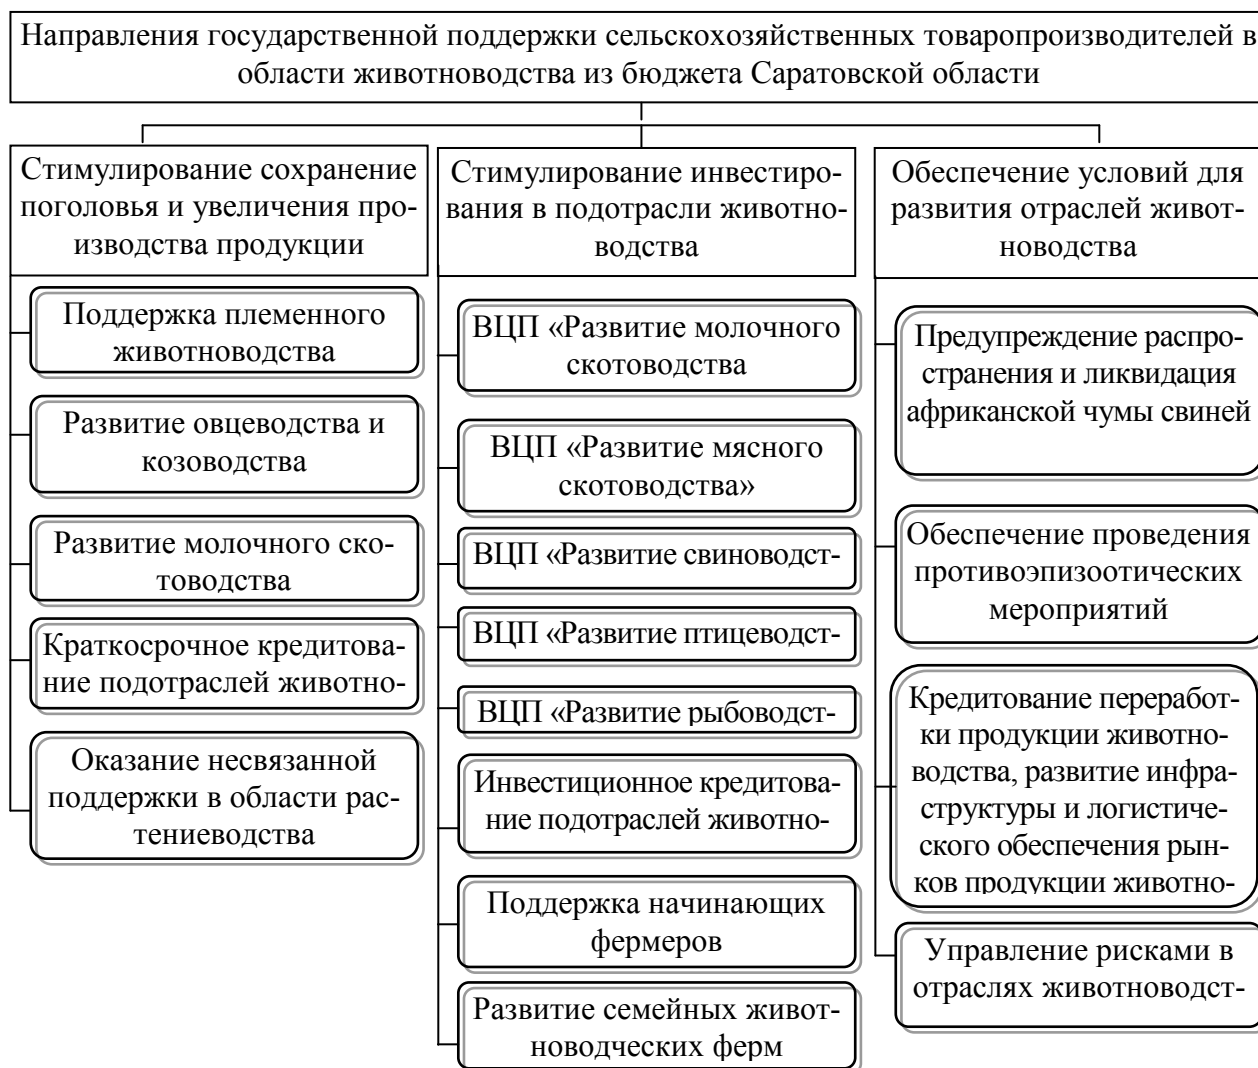 Направления государственной поддержки сельскохозяйственных товаропроизводителей в
области животноводства из бюджета Саратовской области
Стимулирование сохранение
поголовья и увеличения про-
изводства продукции
Поддержка племенного
животноводства
Развитие овцеводства и
козоводства
Развитие молочного ско-
товодства
Краткосрочное кредитова-
ние подотраслей животно-
Оказание несвязанной
поддержки в области рас-
тениеводства
Стимулирование инвестиро-
вания в подотрасли животно-
водства
ВЦП «Развитие молочного
скотоводства
ВЦП «Развитие мясного
скотоводства»
ВЦП «Развитие свиноводст-
ВЦП «Развитие птицеводст-
ВЦП «Развитие рыбоводст-
Инвестиционное кредитова-
ние подотраслей животно-
Поддержка начинающих
фермеров
Развитие семейных живот-
новодческих ферм
Обеспечение условий для
развития отраслей живот-
новодства
Предупреждение распро-
странения и ликвидация
африканской чумы свиней
Обеспечение проведения
противоэпизоотических
мероприятий
Кредитование переработ-
ки продукции животно-
водства, развитие инфра-
структуры и логистиче-
ского обеспечения рын-
ков продукции животно-
Управление рисками в
отраслях животноводст-